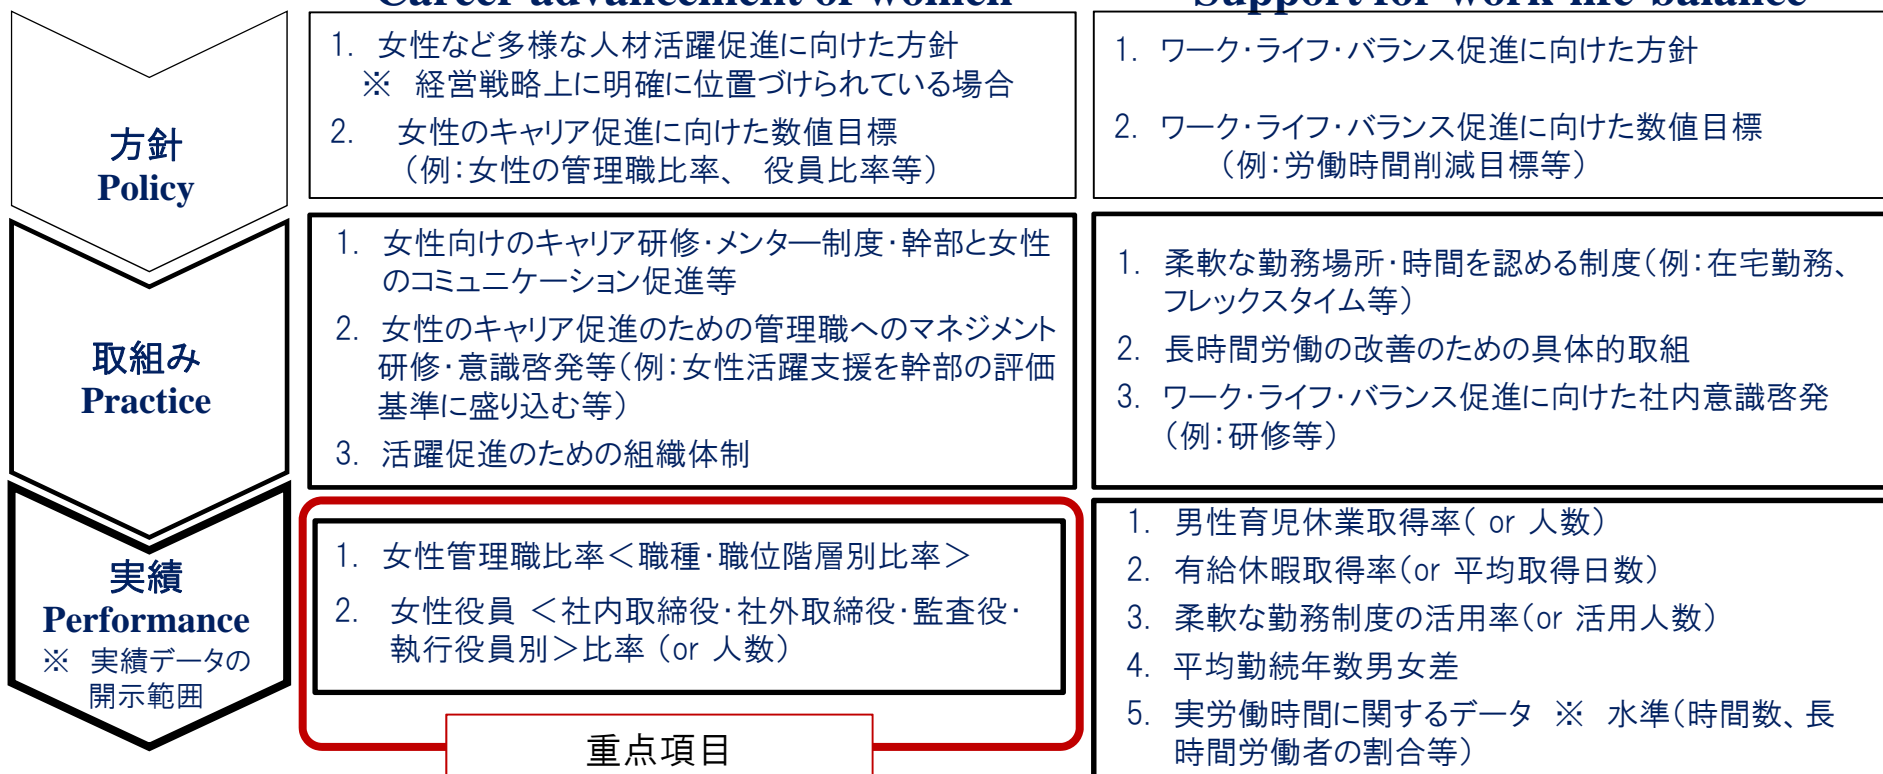 Career advancement of women
Support for work-life balance
方針
Policy
1. 女性など多様な人材活躍促進に向けた方針
※ 経営戦略上に明確に位置づけられている場合
2. 女性のキャリア促進に向けた数値目標
（例：女性の管理職比率、 役員比率等）
1. ワーク・ライフ・バランス促進に向けた方針
2. ワーク・ライフ・バランス促進に向けた数値目標
（例：労働時間削減目標等）
取組み
Practice
1. 女性向けのキャリア研修・メンター制度・幹部と女性
のコミュニケーション促進等
2. 女性のキャリア促進のための管理職へのマネジメント
研修・意識啓発等（例：女性活躍支援を幹部の評価
基準に盛り込む等）
3. 活躍促進のための組織体制
1. 柔軟な勤務場所・時間を認める制度（例：在宅勤務、
フレックスタイム等）
2. 長時間労働の改善のための具体的取組
3. ワーク・ライフ・バランス促進に向けた社内意識啓発
（例：研修等）
実績
Performance
※ 実績データの
開示範囲
1. 女性管理職比率＜職種・職位階層別比率＞
2. 女性役員 ＜社内取締役・社外取締役・監査役・
執行役員別＞比率 （or 人数）
重点項目
1. 男性育児休業取得率（ or 人数）
2. 有給休暇取得率（or 平均取得日数）
3. 柔軟な勤務制度の活用率（or 活用人数）
4. 平均勤続年数男女差
5. 実労働時間に関するデータ ※ 水準（時間数、長
時間労働者の割合等）